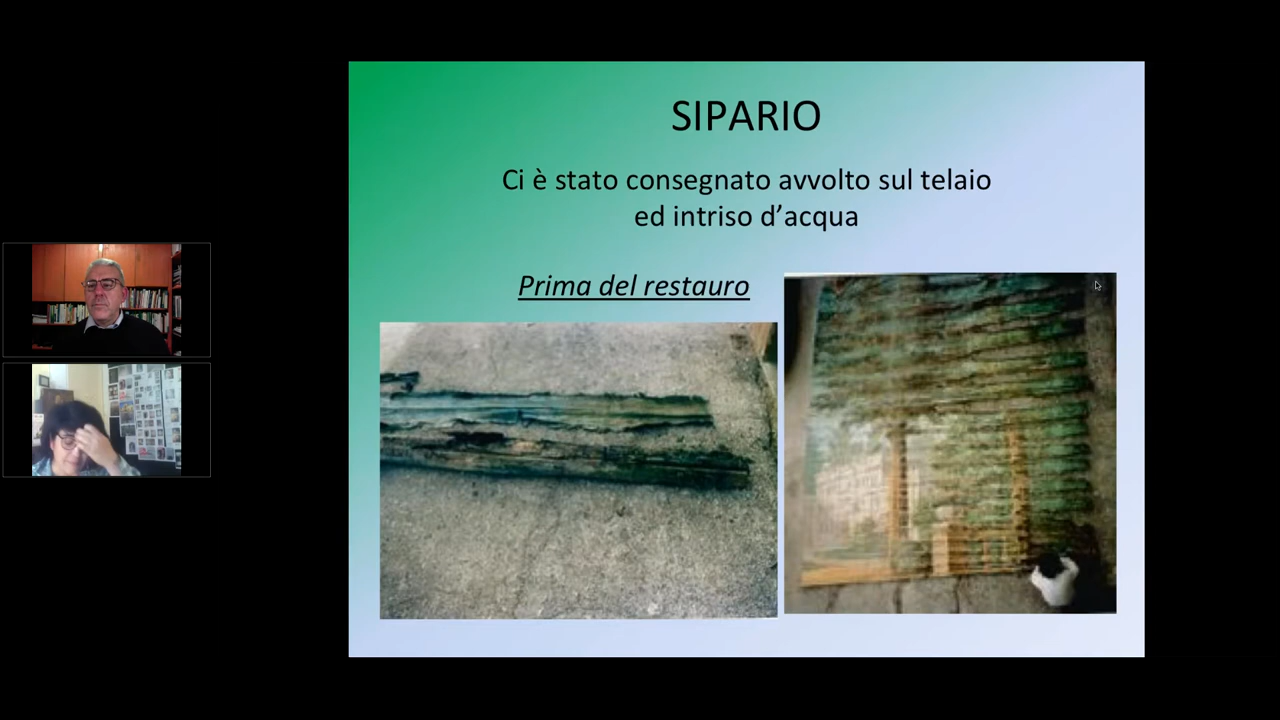 SIPARIO
Ci è stato consegnato avvolto sul telaio
ed intriso d’acqua
Prima del restauro